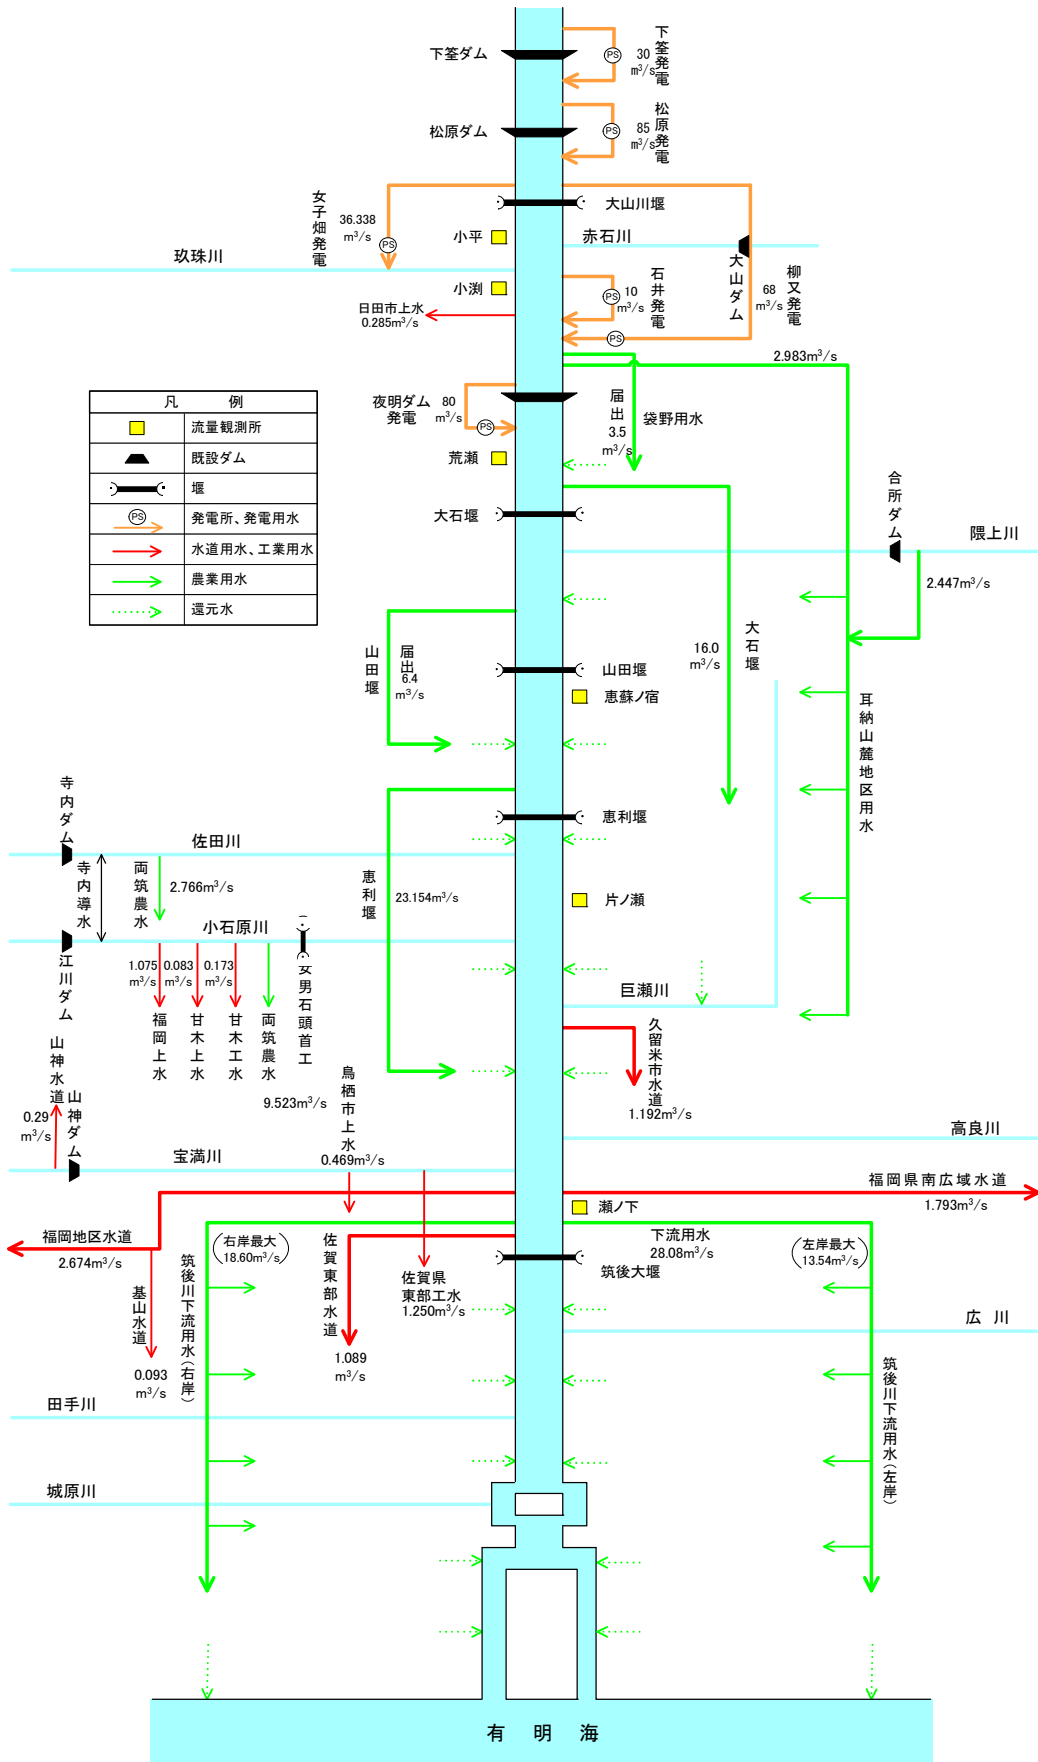 下筌ダム
30
m³/s
下筌発電
PS
松原ダム
85
m³/s
松原発電
PS
女子畑発電
36.338
m³/s
PS
大山川堰
小平
赤石川
玖珠川
大山ダム
柳又発電
68
m³/s
小渕
石井発電
10
m³/s
PS
日田市上水
0.285m³/s
PS
2.983m³/s
夜明ダム
発電
80
m³/s
PS
届出
3.5
m³/s
袋野用水
凡 例
流量観測所
既設ダム
堰
PS
発電所、発電用水
水道用水、工業用水
農業用水
還元水
荒瀬
大石堰
合所ダム
隈上川
2.447m³/s
山田堰
届出
6.4
m³/s
16.0
m³/s
大石堰
山田堰
恵蘇ノ宿
耳納山麓地区用水
寺内ダム
恵利堰
佐田川
寺内導水
両筑農水
2.766m³/s
恵利堰
23.154m³/s
片ノ瀬
小石原川
江川ダム
1.075
m³/s
0.083
m³/s
0.173
m³/s
福岡上水
甘木上水
甘木工水
両筑農水
女男石頭首工
9.523m³/s
巨瀬川
久留米市水道
1.192m³/s
山神水道
0.29
m³/s
山神ダム
鳥栖市上水
0.469m³/s
宝満川
高良川
福岡県南広域水道
1.793m³/s
瀬ノ下
福岡地区水道
2.674m³/s
(右岸最大
18.60m³/s)
下流用水
28.08m³/s
(左岸最大
13.54m³/s)
筑後大堰
佐賀東部水道
1.089
m³/s
佐賀県
東部工水
1.250m³/s
基山水道
0.093
m³/s
筑後川下流用水(右岸)
広 川
筑後川下流用水(左岸)
田手川
城原川
有 明 海